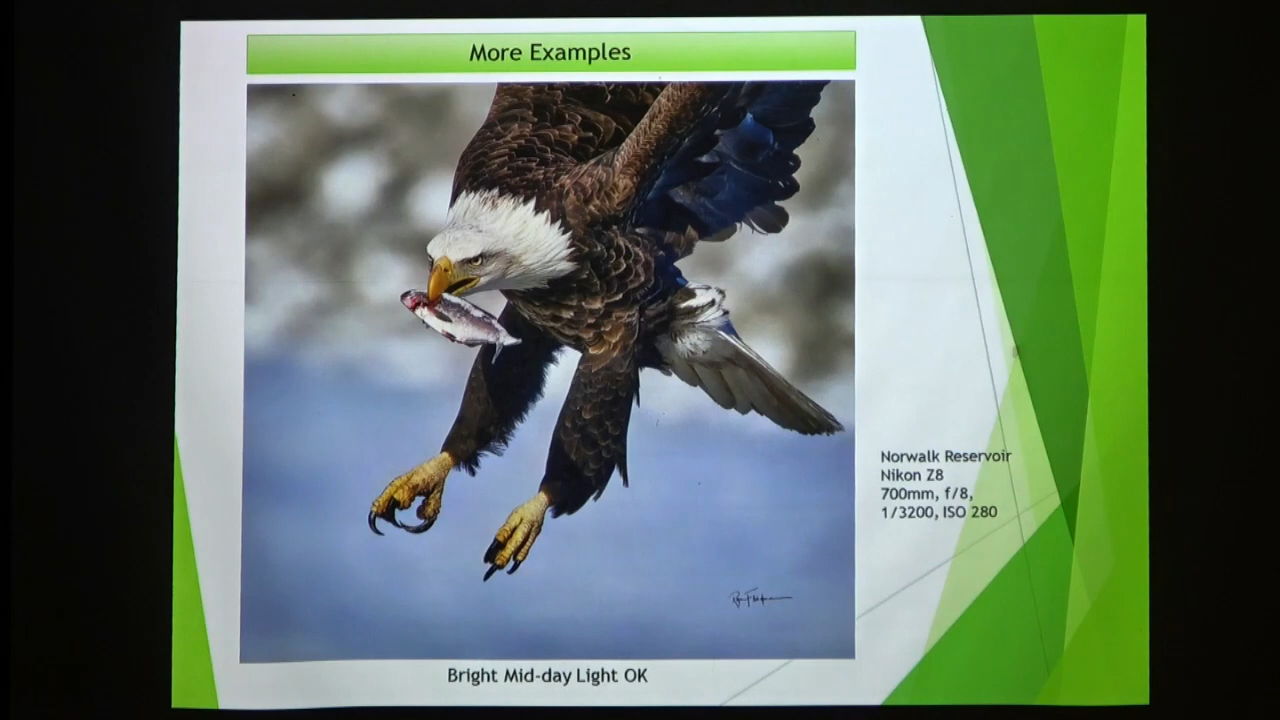 More Examples
Norwalk Reservoir
Nikon Z8
700mm, f/8,
1/3200, ISO 280
Bright Mid-day Light OK